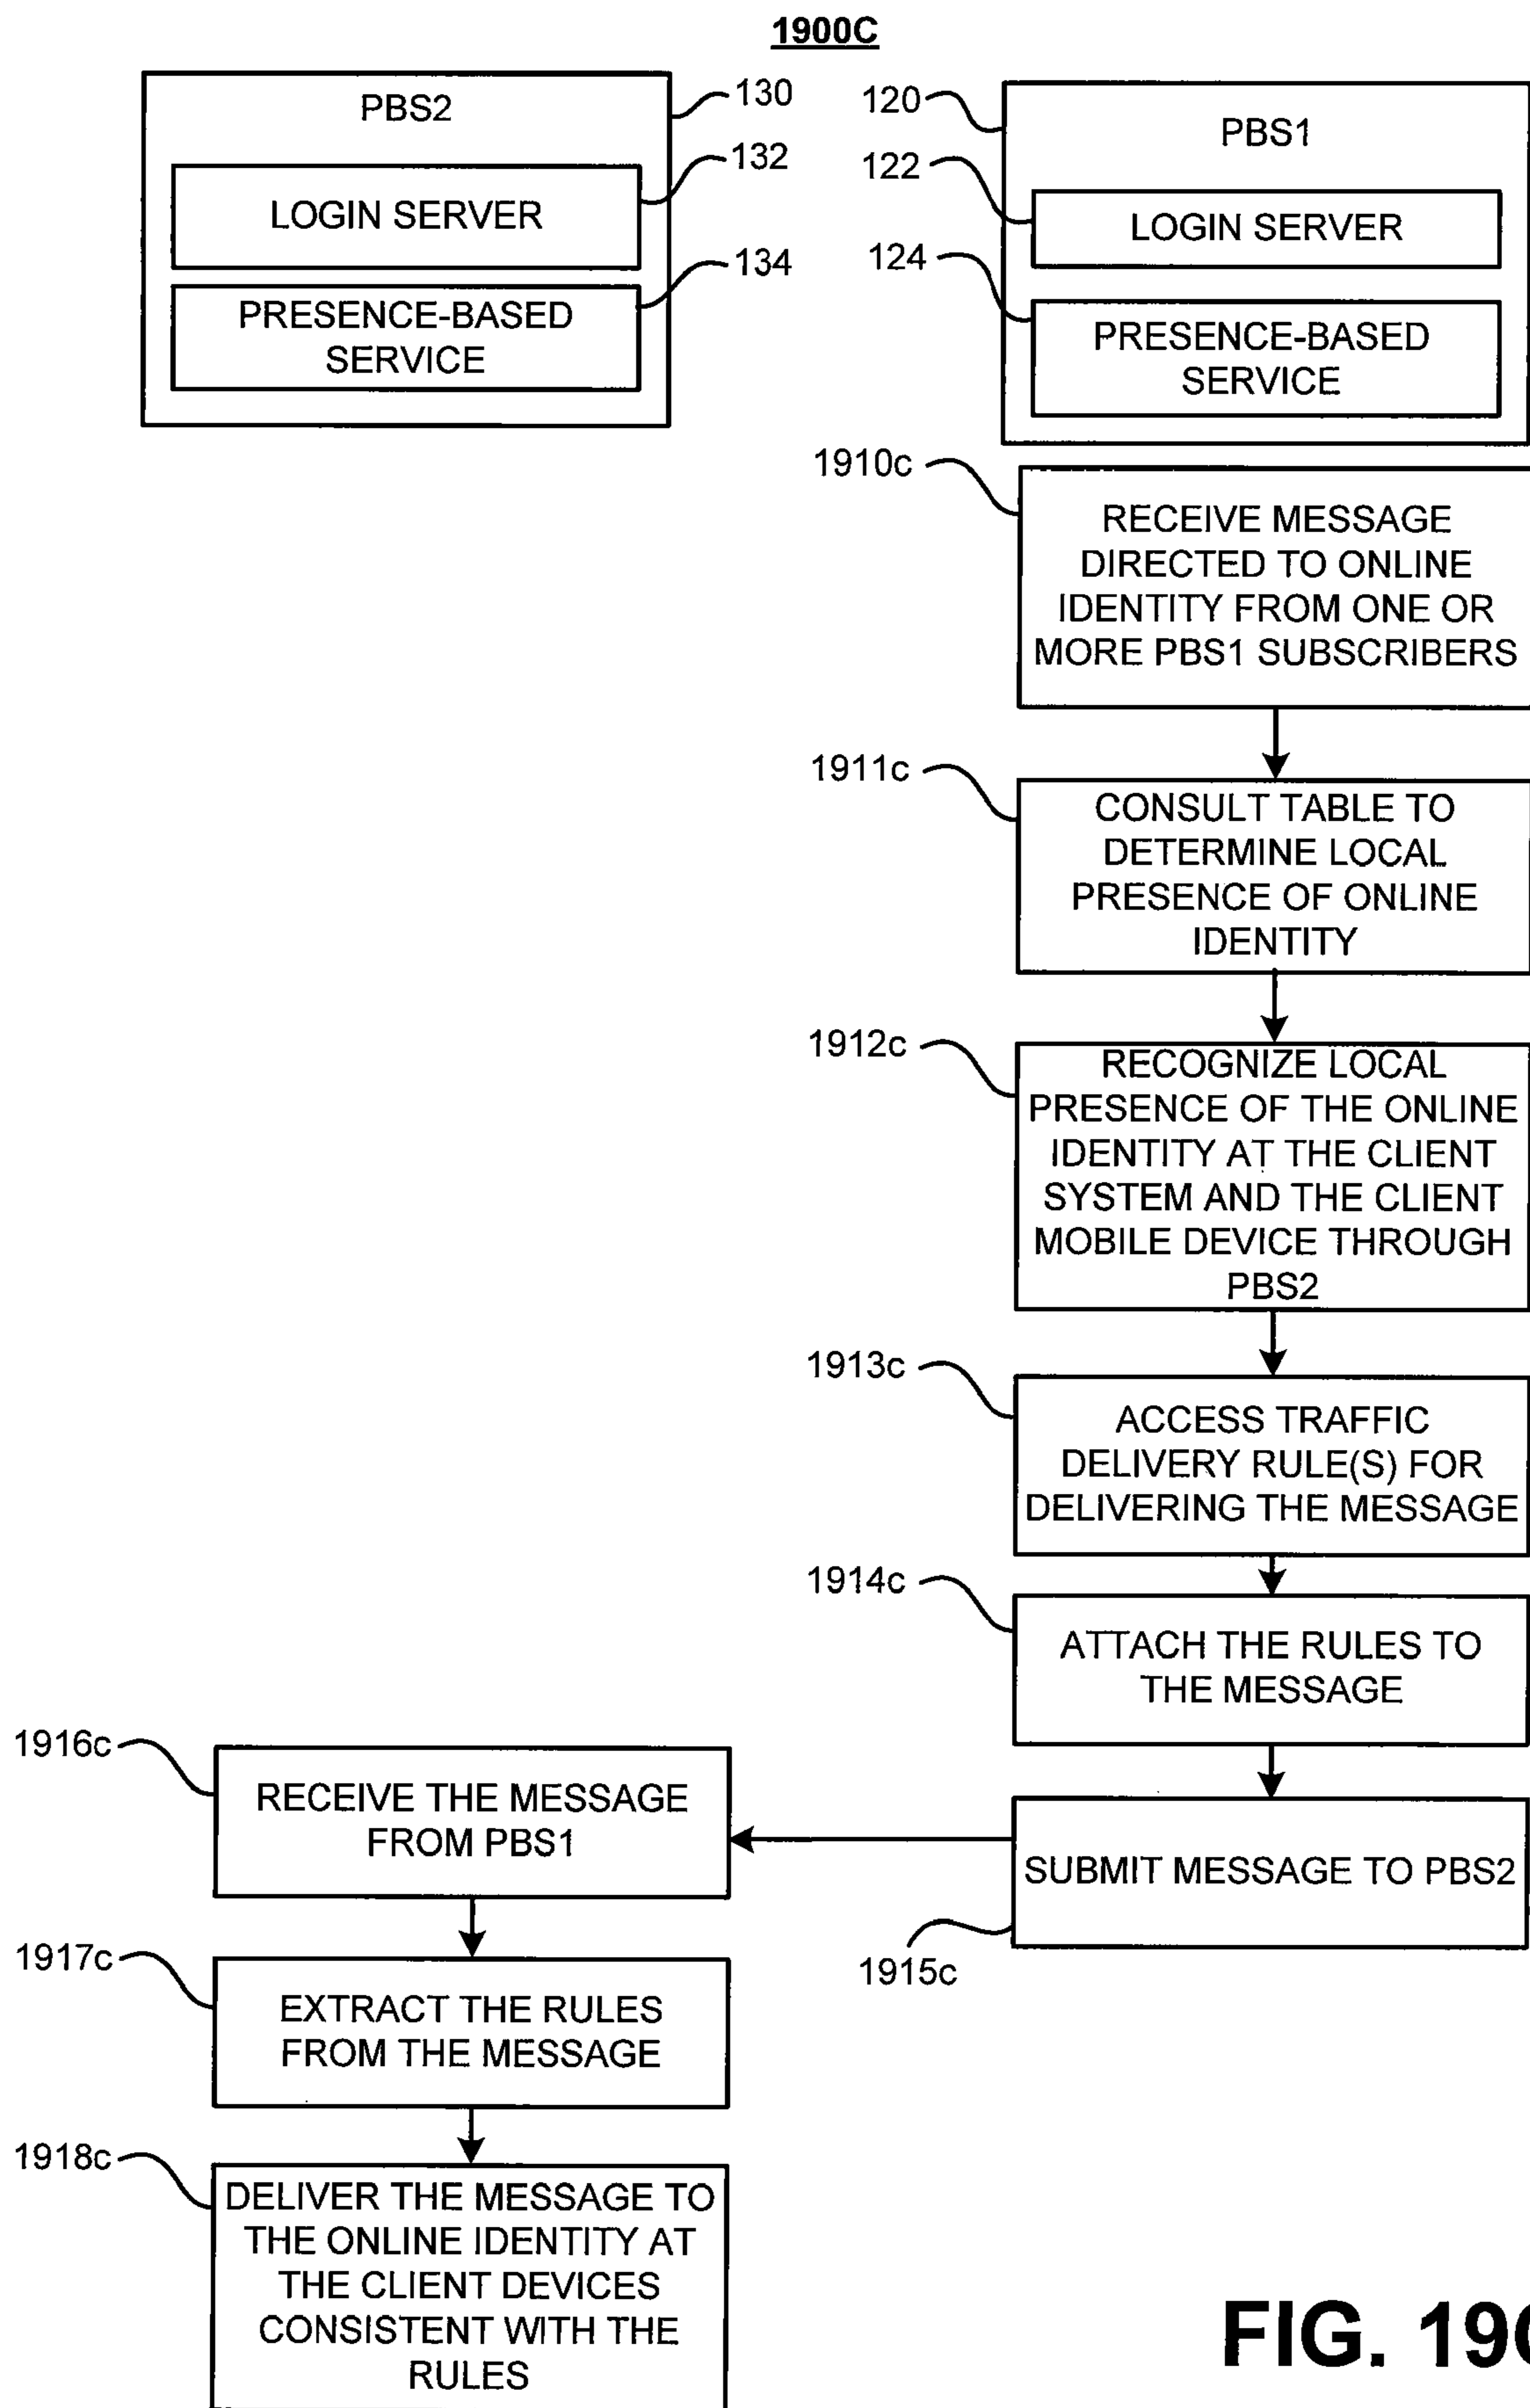 1900C
PBS2
130
LOGIN SERVER
132
PRESENCE-BASED
SERVICE
134
120
PBS1
122
LOGIN SERVER
124
PRESENCE-BASED
SERVICE
1910c
RECEIVE MESSAGE
DIRECTED TO ONLINE
IDENTITY FROM ONE OR
MORE PBS1 SUBSCRIBERS
1911c
CONSULT TABLE TO
DETERMINE LOCAL
PRESENCE OF ONLINE
IDENTITY
1912c
RECOGNIZE LOCAL
PRESENCE OF THE ONLINE
IDENTITY AT THE CLIENT
SYSTEM AND THE CLIENT
MOBILE DEVICE THROUGH
PBS2
1913c
ACCESS TRAFFIC
DELIVERY RULE(S) FOR
DELIVERING THE MESSAGE
1914c
ATTACH THE RULES TO
THE MESSAGE
SUBMIT MESSAGE TO PBS2
1915c
1916c
RECEIVE THE MESSAGE
FROM PBS1
1917c
EXTRACT THE RULES
FROM THE MESSAGE
1918c
DELIVER THE MESSAGE TO
THE ONLINE IDENTITY AT
THE CLIENT DEVICES
CONSISTENT WITH THE
RULES
FIG. 19C